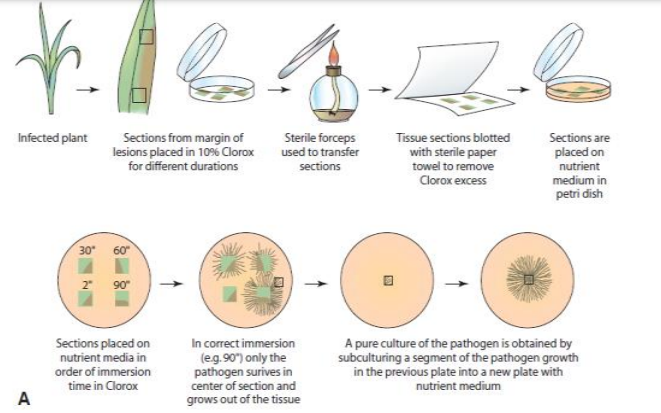 Infected plant
Sections from margin of
lesions placed in 10% Clorox
for different durations
Sterile forceps
used to transfer
sections
Tissue sections blotted
with sterile paper
towel to remove
Clorox excess
Sections are
placed on
nutrient
medium in
petri dish
30" 60"
2" 90"
Sections placed on
nutrient media in
order of immersion
time in Clorox
In correct immersion
(e.g. 90") only the
pathogen surives in
center of section and
grows out of the tissue
A pure culture of the pathogen is obtained by
subculturing a segment of the pathogen growth
in the previous plate into a new plate with
nutrient medium
A